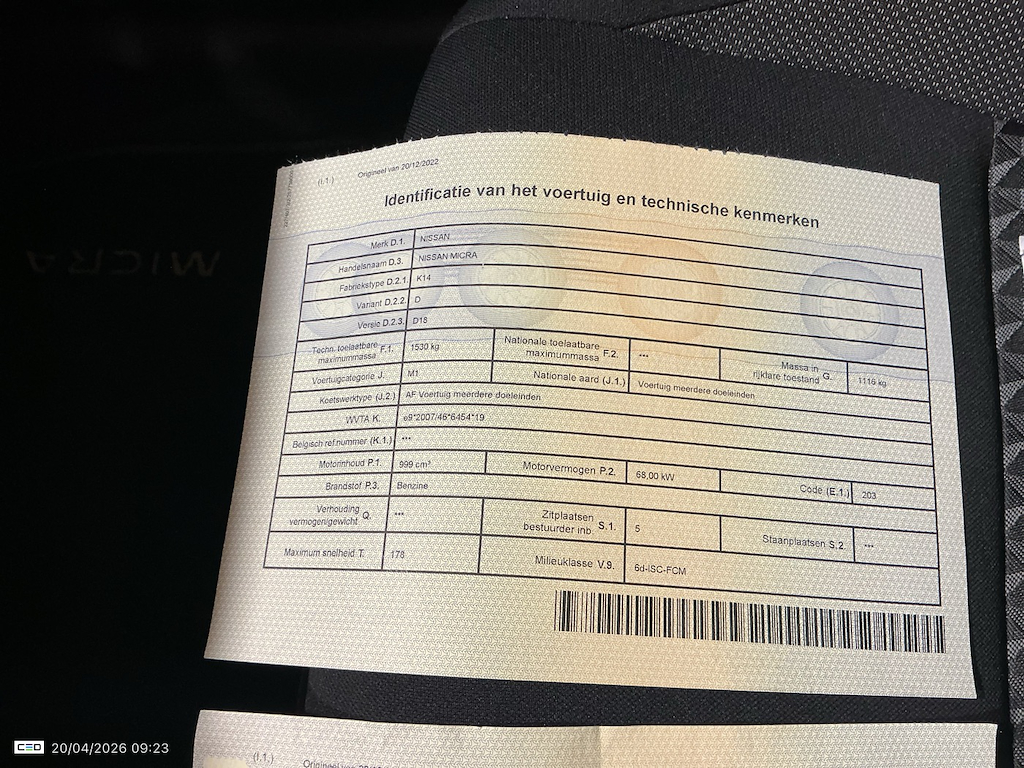 MICRA
(I.1.) Origineel van 20/12/2022
Identificatie van het voertuig en technische kenmerken
Merk D.1. NISSAN
Handelsnaam D.3. NISSAN MICRA
Fabriekstype D.2.1. K14
Variant D.2.2. D
Versie D.2.3. D18
Techn. toelaatbare maximummassa F.1. 1530 kg Nationale toelaatbare maximummassa F.2. *** Massa in rijklare toestand G. 1116 kg
Voertuigcategorie J. M1 Nationale aard (J.1.) Voertuig meerdere doeleinden
Koetswerktype (J.2.) AF Voertuig meerdere doeleinden
WVTA K. e9*2007/46*6454*19
Belgisch ref.nummer (K.1.) ***
Motorinhoud P.1. 999 cm³ Motorvermogen P.2. 68,00 kW Code (E.1.) 203
Brandstof P.3. Benzine
Verhouding vermogen/gewicht Q. *** Zitplaatsen bestuurder inb. S.1. 5 Staanplaatsen S.2. ***
Maximum snelheid T. 178 Milieuklasse V.9. 6d-ISC-FCM
(I.1.) Origineel van
CEO 20/04/2026 09:23